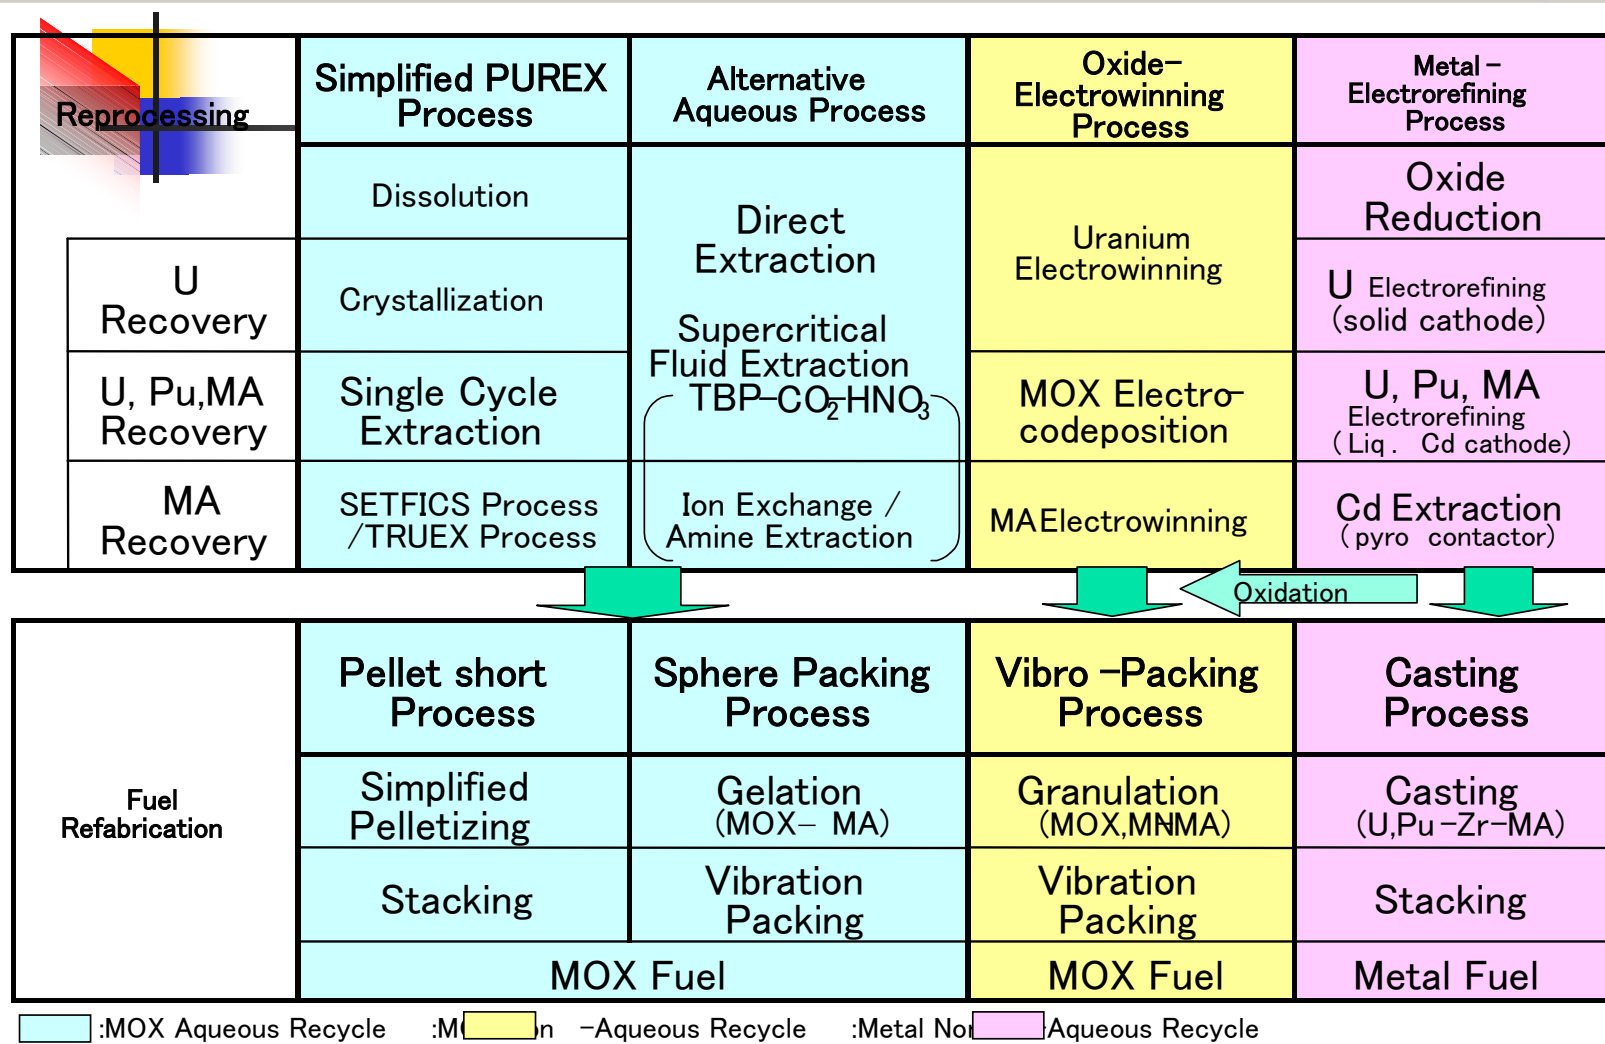 Reprocessing
Simplified PUREX
Process
Alternative
Aqueous Process
Oxide-
Electrowinning
Process
Metal-
Electrorefining
Process
Dissolution
Direct
Extraction
Uranium
Electrowinning
Oxide
Reduction
U
Recovery
Crystallization
Supercritical
Fluid Extraction
TBP-CO2-HNO3
U Electrorefining
(solid cathode)
U, Pu,MA
Recovery
Single Cycle
Extraction
MOX Electro-
codeposition
U, Pu, MA
Electrorefining
(Liq. Cd cathode)
MA
Recovery
SETFICS Process
/TRUEX Process
Ion Exchange /
Amine Extraction
MA Electrowinning
Cd Extraction
(pyro contactor)
Oxidation
Fuel
Refabrication
Pellet short
Process
Sphere Packing
Process
Vibro-Packing
Process
Casting
Process
Simplified
Pelletizing
Gelation
(MOX- MA)
Granulation
(MOX, MA)
Casting
(U,Pu-Zr-MA)
Stacking
Vibration
Packing
Vibration
Packing
Stacking
MOX Fuel
MOX Fuel
Metal Fuel
:MOX Aqueous Recycle
-Aqueous Recycle
:Metal Aqueous Recycle